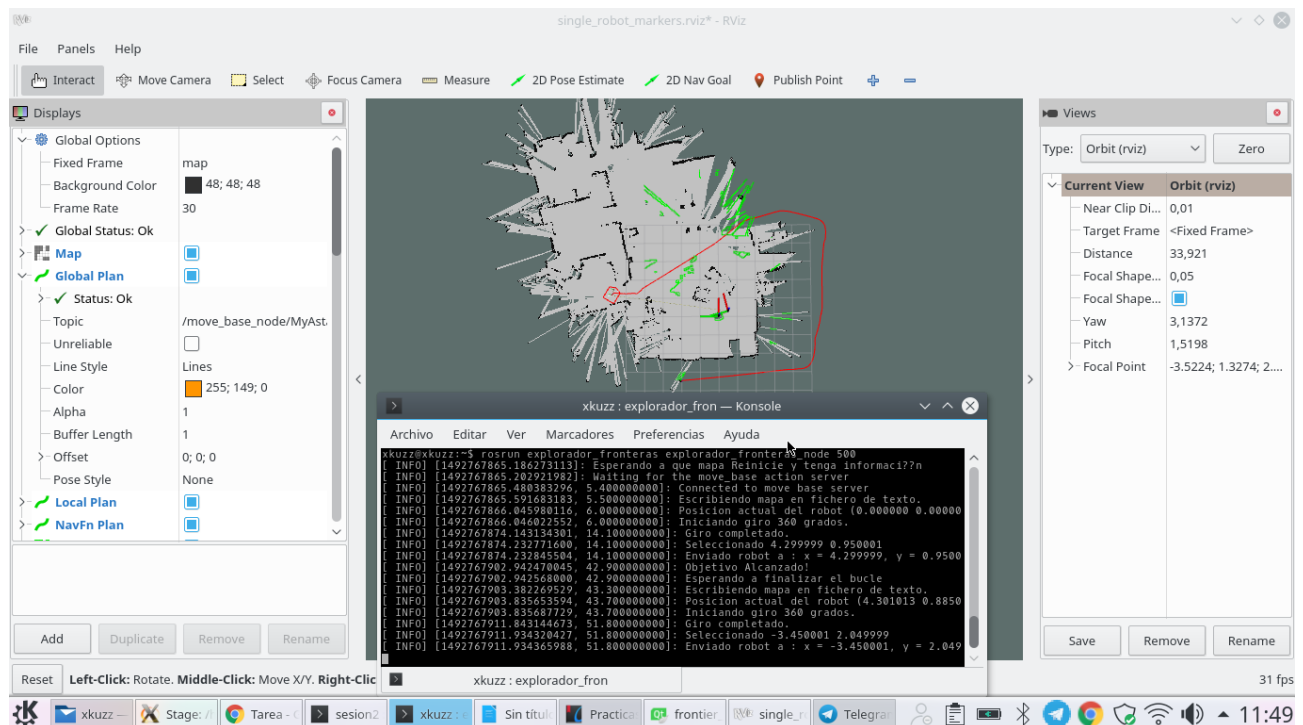 single_robot_markers.rviz* - RViz
File Panels Help
Interact Move Camera Select Focus Camera Measure 2D Pose Estimate 2D Nav Goal Publish Point
Displays
Global Options
Fixed Frame map
Background Color 48; 48; 48
Frame Rate 30
Global Status: Ok
Map
Global Plan
Status: Ok
Topic /move_base_node/MyAst
Unreliable
Line Style Lines
Color 255; 149; 0
Alpha 1
Buffer Length 1
Offset 0; 0; 0
Pose Style None
Local Plan
NavFn Plan
Add Duplicate Remove Rename
Views
Type: Orbit (rviz) Zero
Current View Orbit (rviz)
Near Clip Di... 0,01
Target Frame <Fixed Frame>
Distance 33,921
Focal Shape... 0,05
Focal Shape...
Yaw 3,1372
Pitch 1,5198
Focal Point -3.5224; 1.3274; 2....
Save Remove Rename
xkuzz : explorador_fron — Konsole
Archivo Editar Ver Marcadores Preferencias Ayuda
xkuzz@xkuzz:~$ rosrun explorador_fronteras explorador_fronteras_node 500
[ INFO] [1492767865.186273113]: Esperando a que mapa Reinicie y tenga informaci??n
[ INFO] [1492767865.202921982]: Waiting for the move_base action server
[ INFO] [1492767865.480383296, 5.400000000]: Connected to move base server
[ INFO] [1492767865.591683183, 5.500000000]: Escribiendo mapa en fichero de texto.
[ INFO] [1492767866.045980116, 6.000000000]: Posicion actual del robot (0.000000 0.00000
[ INFO] [1492767866.046022552, 6.000000000]: Iniciando giro 360 grados.
[ INFO] [1492767874.143134301, 14.100000000]: Giro completado.
[ INFO] [1492767874.232771600, 14.100000000]: Seleccionado 4.299999 0.950001
[ INFO] [1492767874.232845504, 14.100000000]: Enviado robot a : x = 4.299999, y = 0.9500
[ INFO] [1492767902.942470045, 42.900000000]: Objetivo Alcanzado!
[ INFO] [1492767902.942568000, 42.900000000]: Esperando a finalizar el bucle
[ INFO] [1492767903.382269529, 43.300000000]: Escribiendo mapa en fichero de texto.
[ INFO] [1492767903.835653594, 43.700000000]: Posicion actual del robot (4.301013 0.8850
[ INFO] [1492767903.835687729, 43.700000000]: Iniciando giro 360 grados.
[ INFO] [1492767911.843144673, 51.800000000]: Giro completado.
[ INFO] [1492767911.934320427, 51.800000000]: Seleccionado -3.450001 2.049999
[ INFO] [1492767911.934365988, 51.800000000]: Enviado robot a : x = -3.450001, y = 2.049
xkuzz : explorador_fron
Reset Left-Click: Rotate. Middle-Click: Move X/Y. Right-Clic 31 fps
xkuzz — Stage: / Tarea - sesion2 xkuzz : e Sin títul Practica frontier single_r Telegrar 11:49